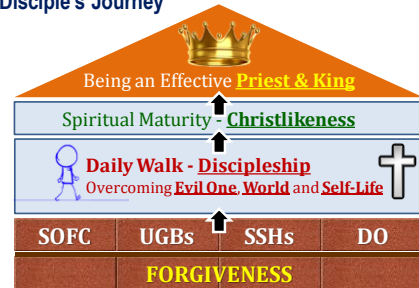 Disciple's Journey
Being an Effective Priest & King
Spiritual Maturity - Christlikeness
Daily Walk - Discipleship
Overcoming Evil One, World and Self-Life
SOFC UGBs SSHs DO
FORGIVENESS